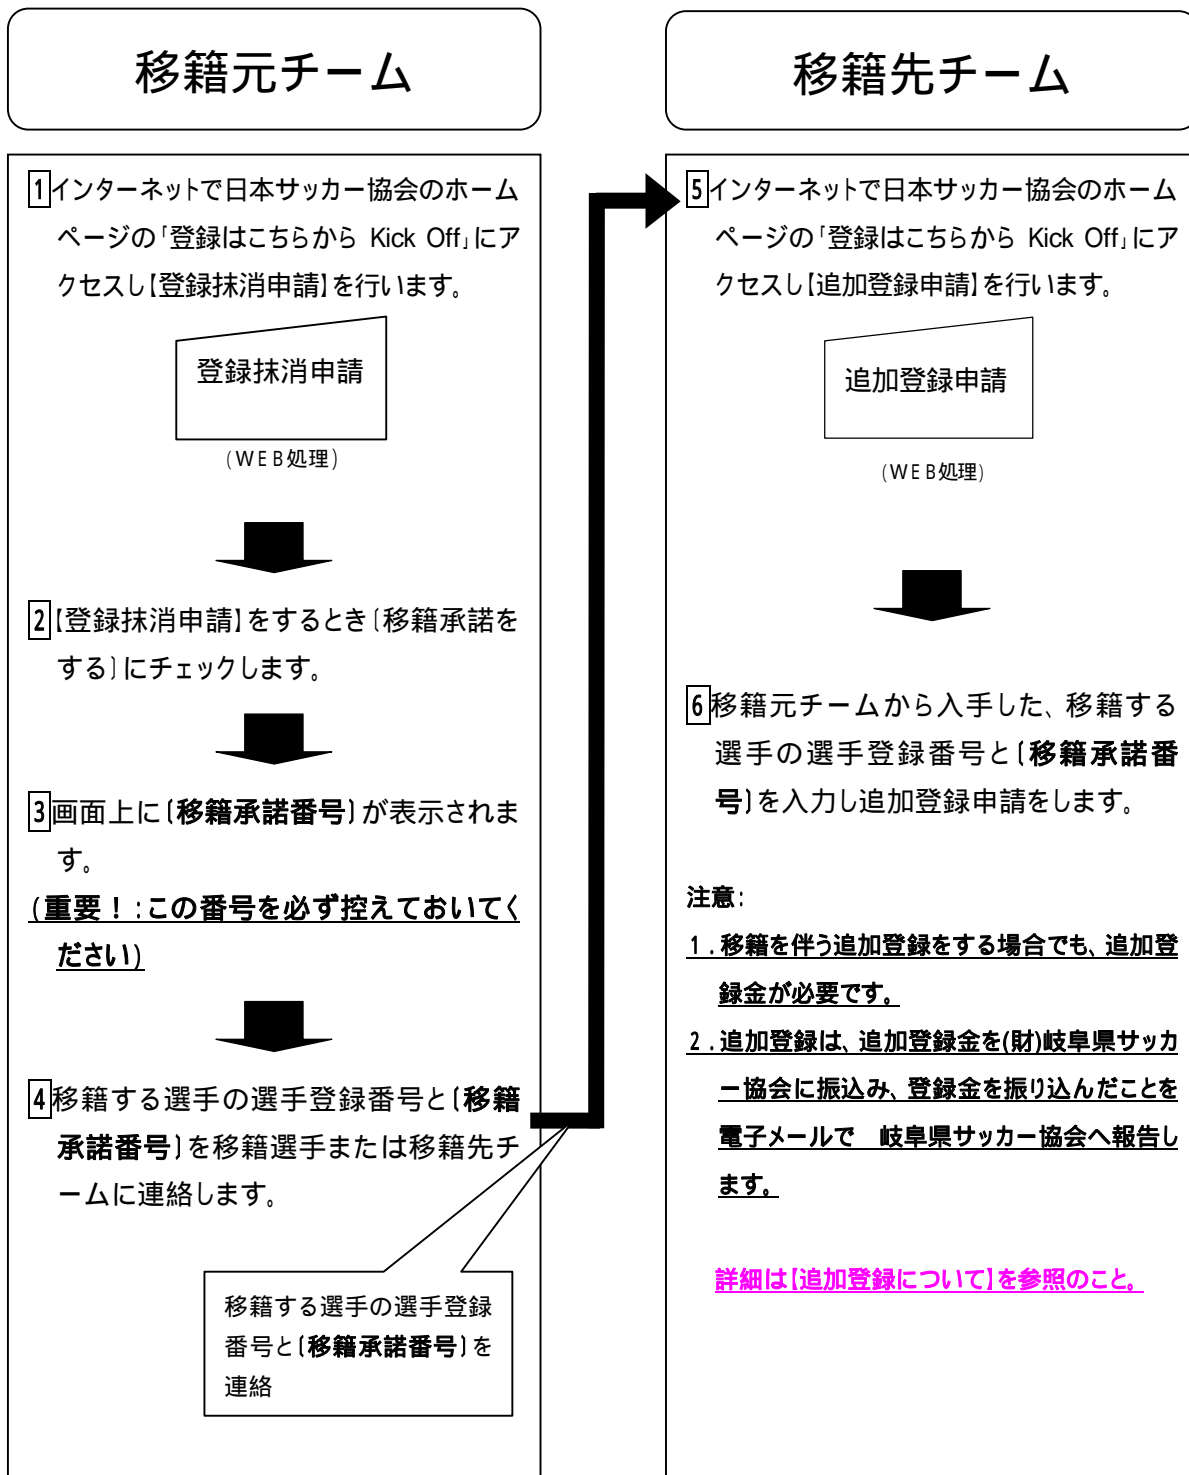 移籍元チーム
1インターネットで日本サッカー協会のホーム
ページの「登録はこちらから Kick Off」にア
クセスし【登録抹消申請】を行います。
登録抹消申請
(WEB処理)
2【登録抹消申請】をするとき〔移籍承諾を
する〕にチェックします。
3画面上に〔移籍承諾番号〕が表示されま
す。
(重要!:この番号を必ず控えておいてく
ださい)
4移籍する選手の選手登録番号と〔移籍
承諾番号〕を移籍選手または移籍先チ
ームに連絡します。
移籍する選手の選手登録
番号と〔移籍承諾番号〕を
連絡
移籍先チーム
5インターネットで日本サッカー協会のホーム
ページの「登録はこちらから Kick Off」にア
クセスし【追加登録申請】を行います。
追加登録申請
(WEB処理)
6移籍元チームから入手した、移籍する
選手の選手登録番号と〔移籍承諾番
号〕を入力し追加登録申請をします。
注意:
1.移籍を伴う追加登録をする場合でも、追加登
録金が必要です。
2.追加登録は、追加登録金を(財)岐阜県サッカ
ー協会に振込み、登録金を振り込んだことを
電子メールで 岐阜県サッカー協会へ報告し
ます。
詳細は【追加登録について】を参照のこと。